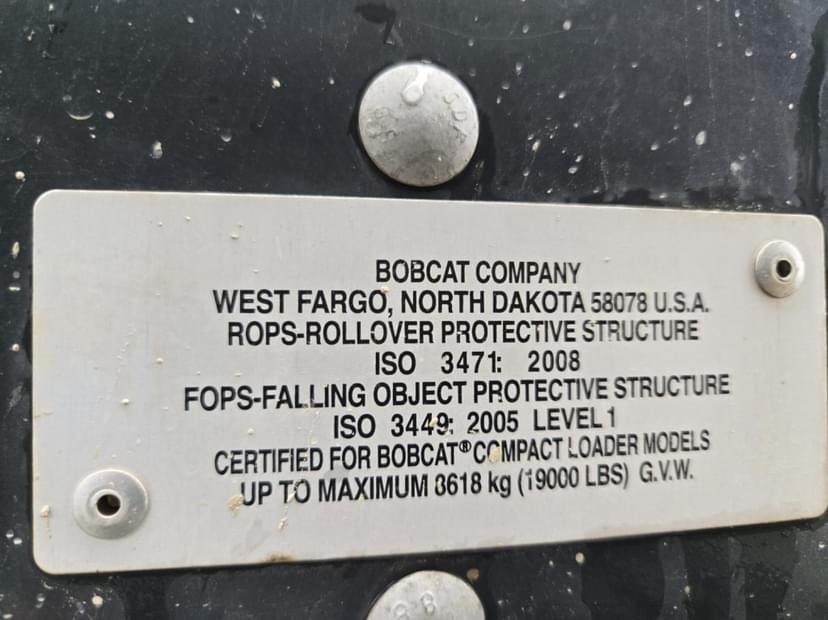 BOBCAT COMPANY
WEST FARGO, NORTH DAKOTA 58078 U.S.A.
ROPS-ROLLOVER PROTECTIVE STRUCTURE
ISO 3471: 2008
FOPS-FALLING OBJECT PROTECTIVE STRUCTURE
ISO 3449: 2005 LEVEL 1
CERTIFIED FOR BOBCAT® COMPACT LOADER MODELS
UP TO MAXIMUM 8618 kg (19000 LBS) G.V.W.